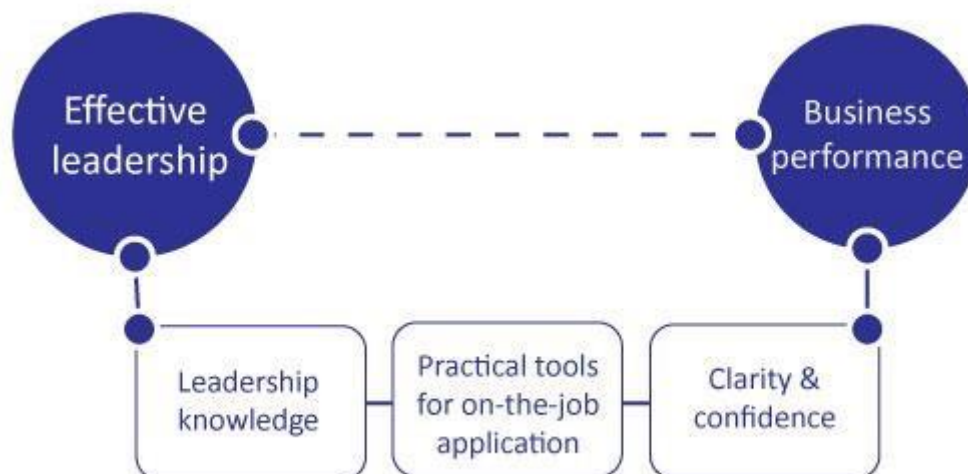 Effective
leadership
Business
performance
Leadership
knowledge
Practical tools
for on-the-job
application
Clarity &
confidence